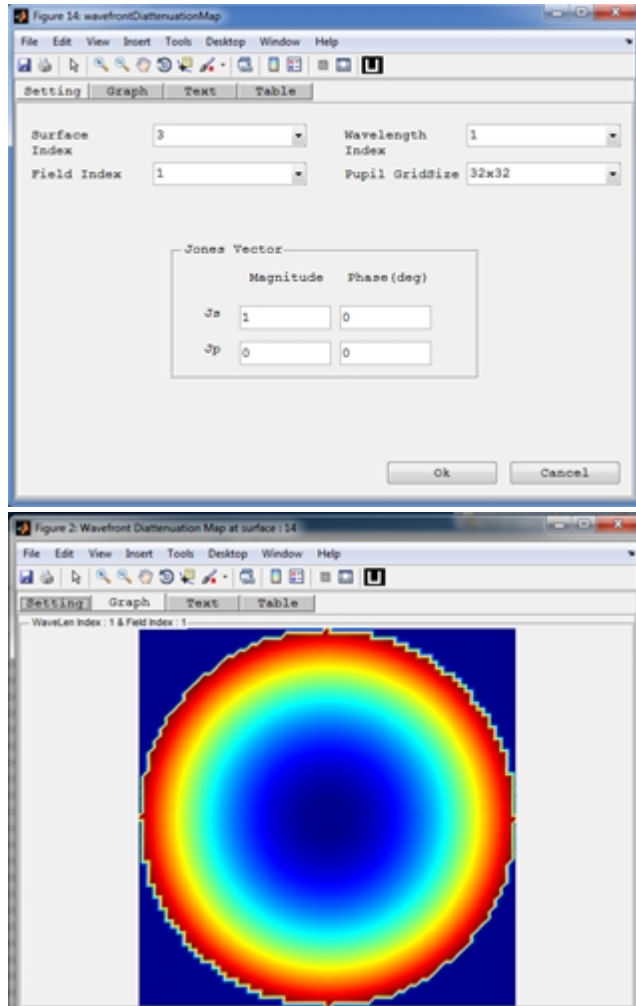 Figure 14: wavefrontDiattenuationMap
File Edit View Insert Tools Desktop Window Help
Setting Graph Text Table
Surface Index 3 Wavelength Index 1
Field Index 1 Pupil GridSize 32x32
Jones Vector
Magnitude Phase(deg)
Js 1 0
Jp 0 0
Ok Cancel
Figure 2: Wavefront Diattenuation Map at surface : 14
File Edit View Insert Tools Desktop Window Help
Setting Graph Text Table
WaveLen Index : 1 & Field Index : 1